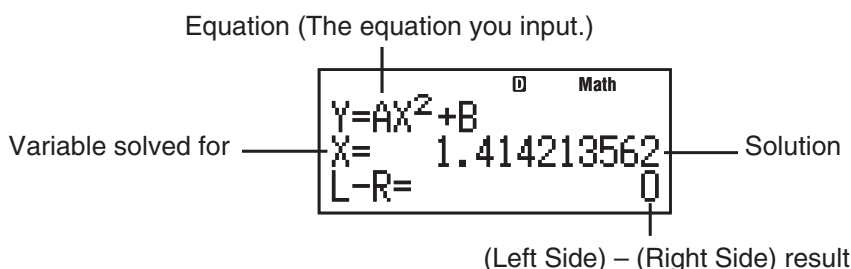 Equation (The equation you input.)
D Math
Y=AX²+B
Variable solved for X= 1.414213562 Solution
L-R= 0
(Left Side) – (Right Side) result